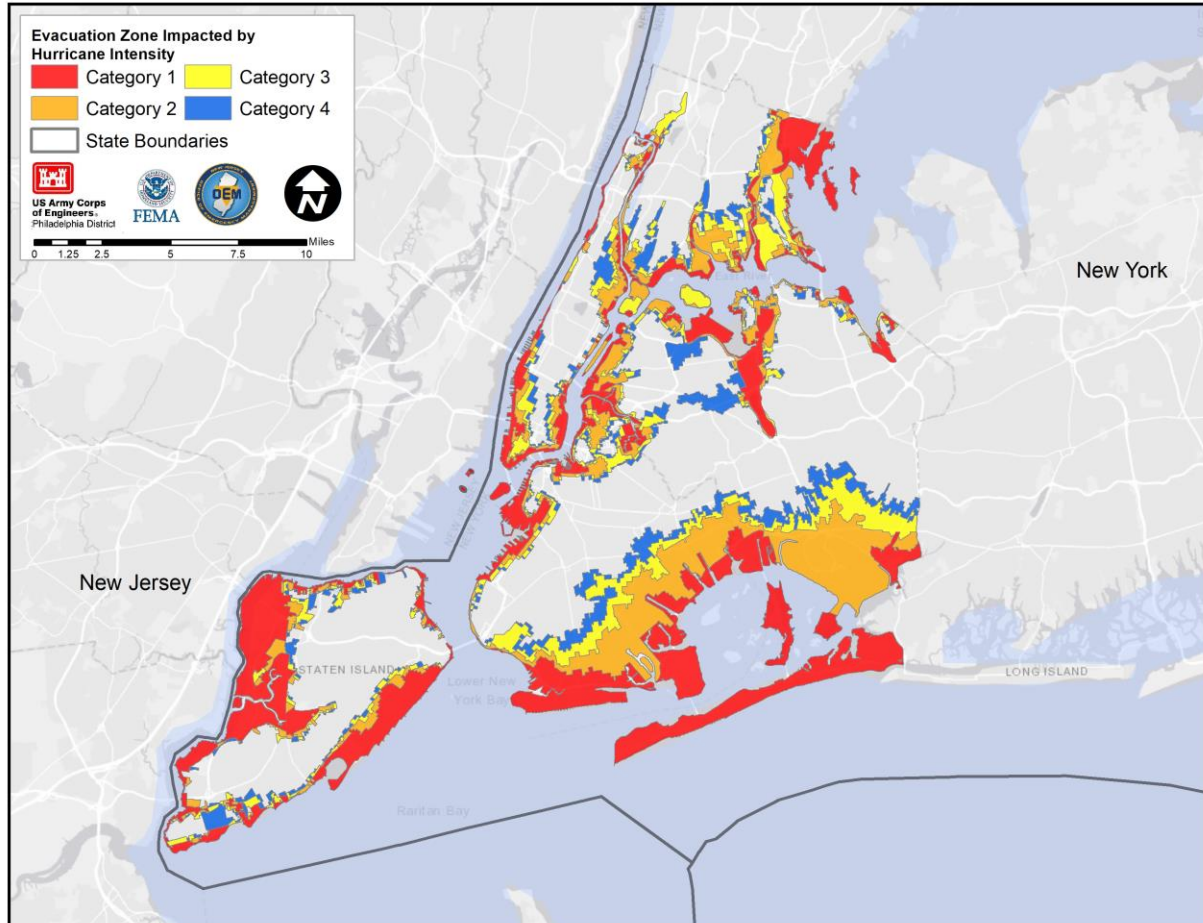 Evacuation Zone Impacted by
Hurricane Intensity
Category 1
Category 3
Category 2
Category 4
State Boundaries
US Army Corps
of Engineers®
Philadelphia District
FEMA
OEM
N
Miles
0 1.25 2.5 5 7.5 10
New York
New Jersey
STATEN ISLAND
Lower New
York Bay
LONG ISLAND
Raritan Bay